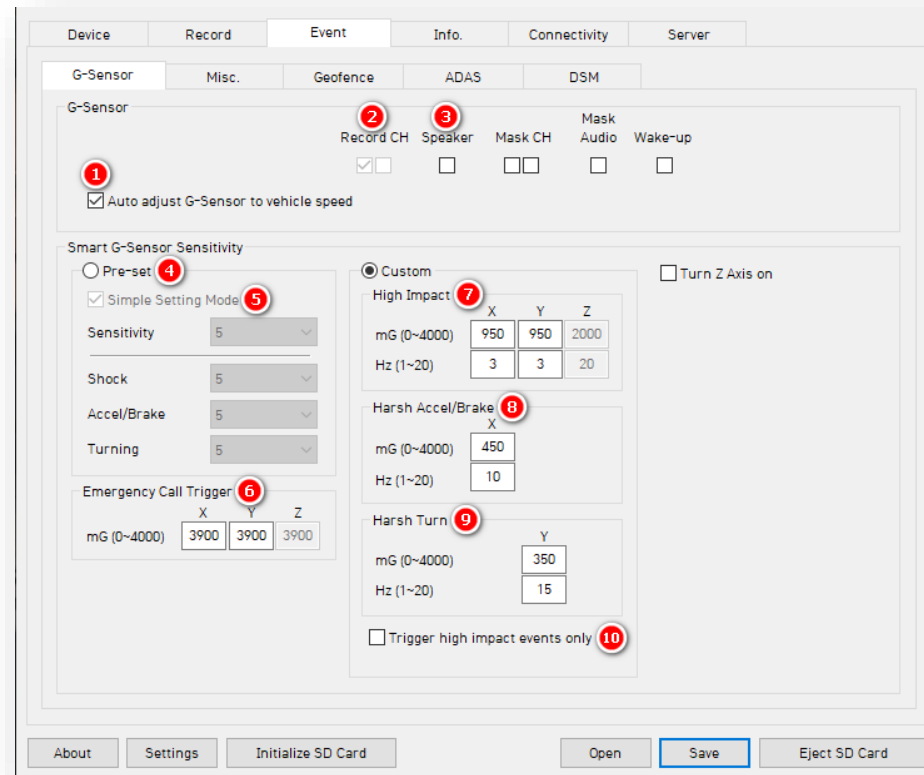 Device Record Event Info. Connectivity Server
G-Sensor Misc. Geofence ADAS DSM
G-Sensor
2 3 Mask
Record CH Speaker Mask CH Audio Wake-up
1
Auto adjust G-Sensor to vehicle speed
Smart G-Sensor Sensitivity
Pre-set 4
Simple Setting Mode 5
Sensitivity 5
Shock 5
Accel/Brake 5
Turning 5
Emergency Call Trigger 6
X Y Z
mG (0~4000) 3900 3900 3900
Custom
High Impact 7
X Y Z
mG (0~4000) 950 950 2000
Hz (1~20) 3 3 20
Harsh Accel/Brake 8
X
mG (0~4000) 450
Hz (1~20) 10
Harsh Turn 9
Y
mG (0~4000) 350
Hz (1~20) 15
Trigger high impact events only 10
Turn Z Axis on
About Settings Initialize SD Card Open Save Eject SD Card